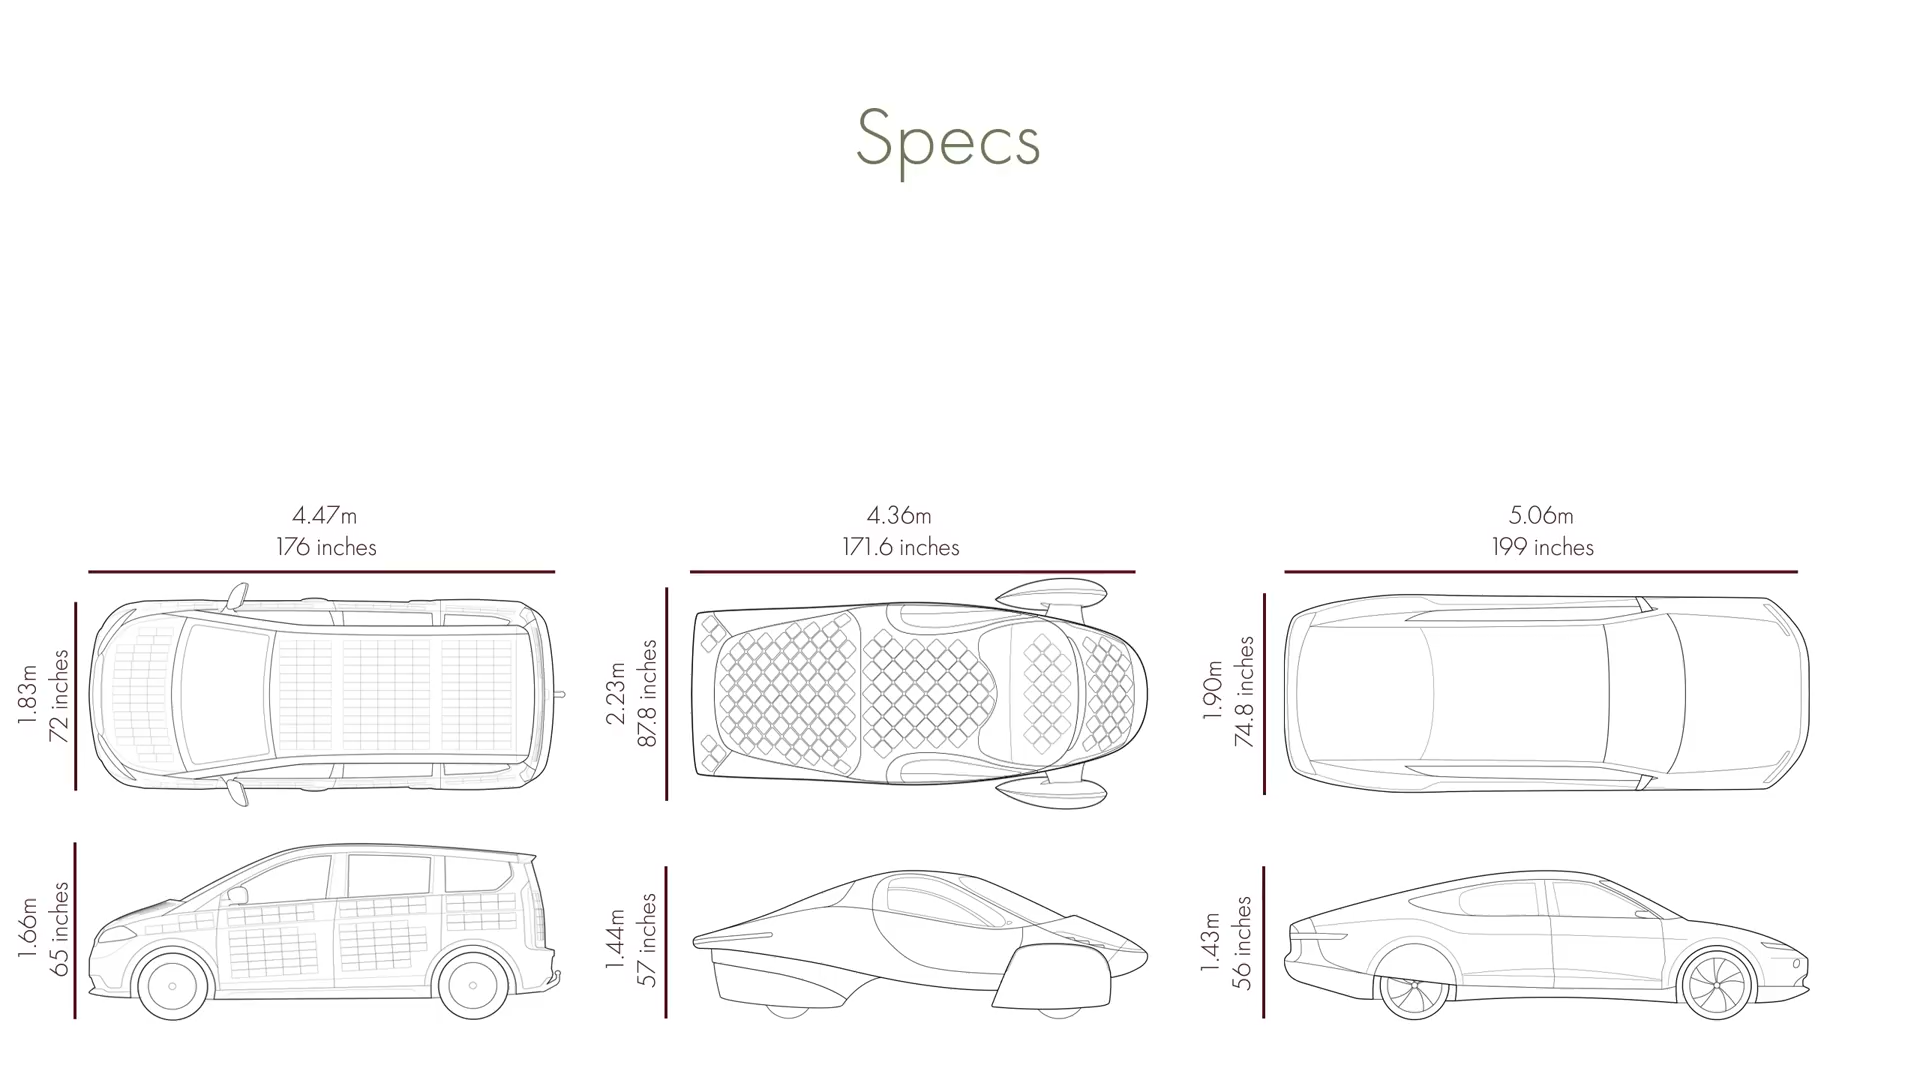 Specs
4.47m
176 inches
4.36m
171.6 inches
5.06m
199 inches
1.83m
72 inches
2.23m
87.8 inches
1.90m
74.8 inches
1.66m
65 inches
1.44m
57 inches
1.43m
56 inches